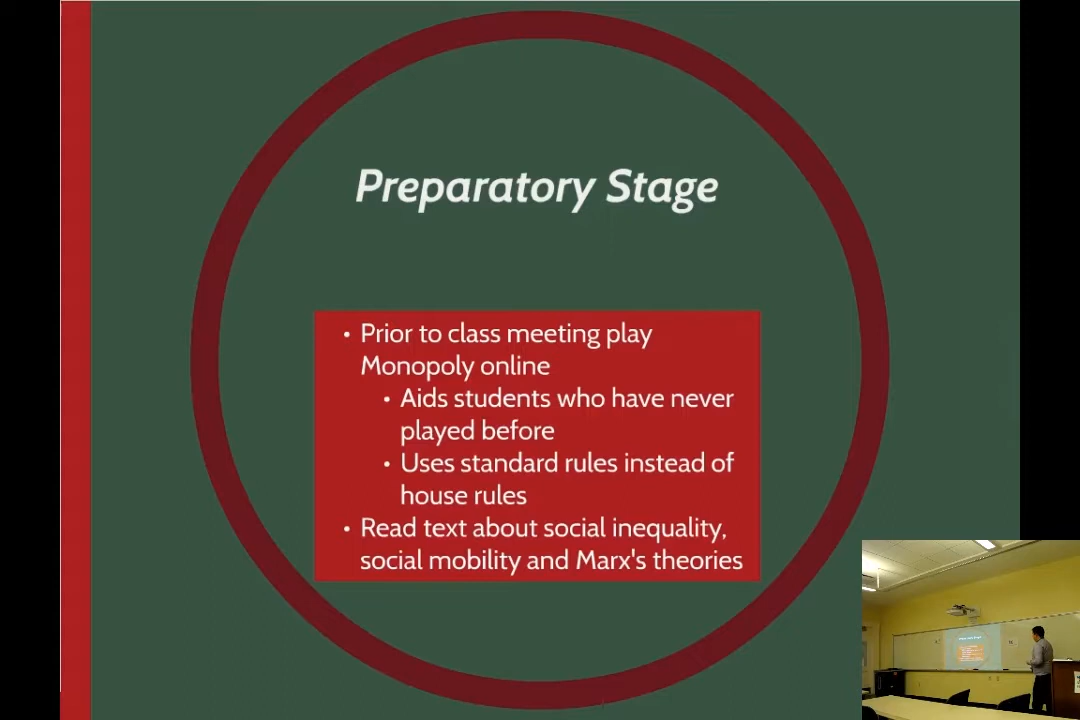 Preparatory Stage
• Prior to class meeting play
Monopoly online
• Aids students who have never
played before
• Uses standard rules instead of
house rules
• Read text about social inequality,
social mobility and Marx's theories